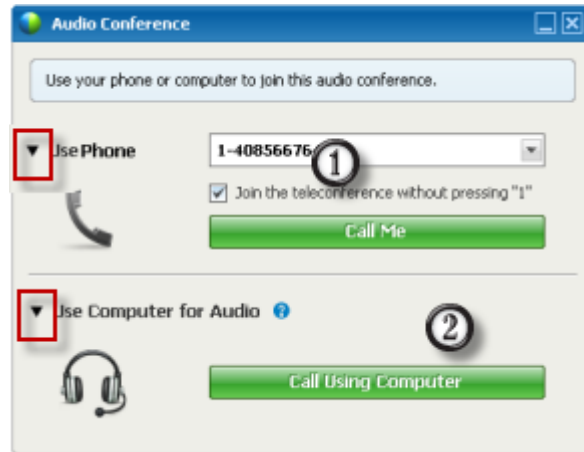 Audio Conference
Use your phone or computer to join this audio conference.
Use Phone
1-40856676
1
Join the teleconference without pressing "1"
Call Me
Use Computer for Audio ?
2
Call Using Computer